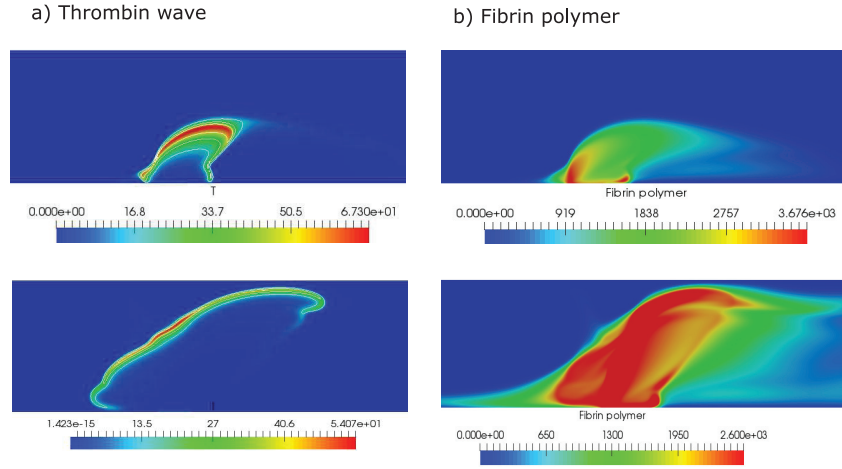 a) Thrombin wave
b) Fibrin polymer
T
0.000e+00 16.8 33.7 50.5 6.730e+01
Fibrin polymer
0.000e+00 919 1838 2757 3.676e+03
T
1.423e-15 13.5 27 40.6 5.407e+01
Fibrin polymer
0.000e+00 650 1300 1950 2.600e+03